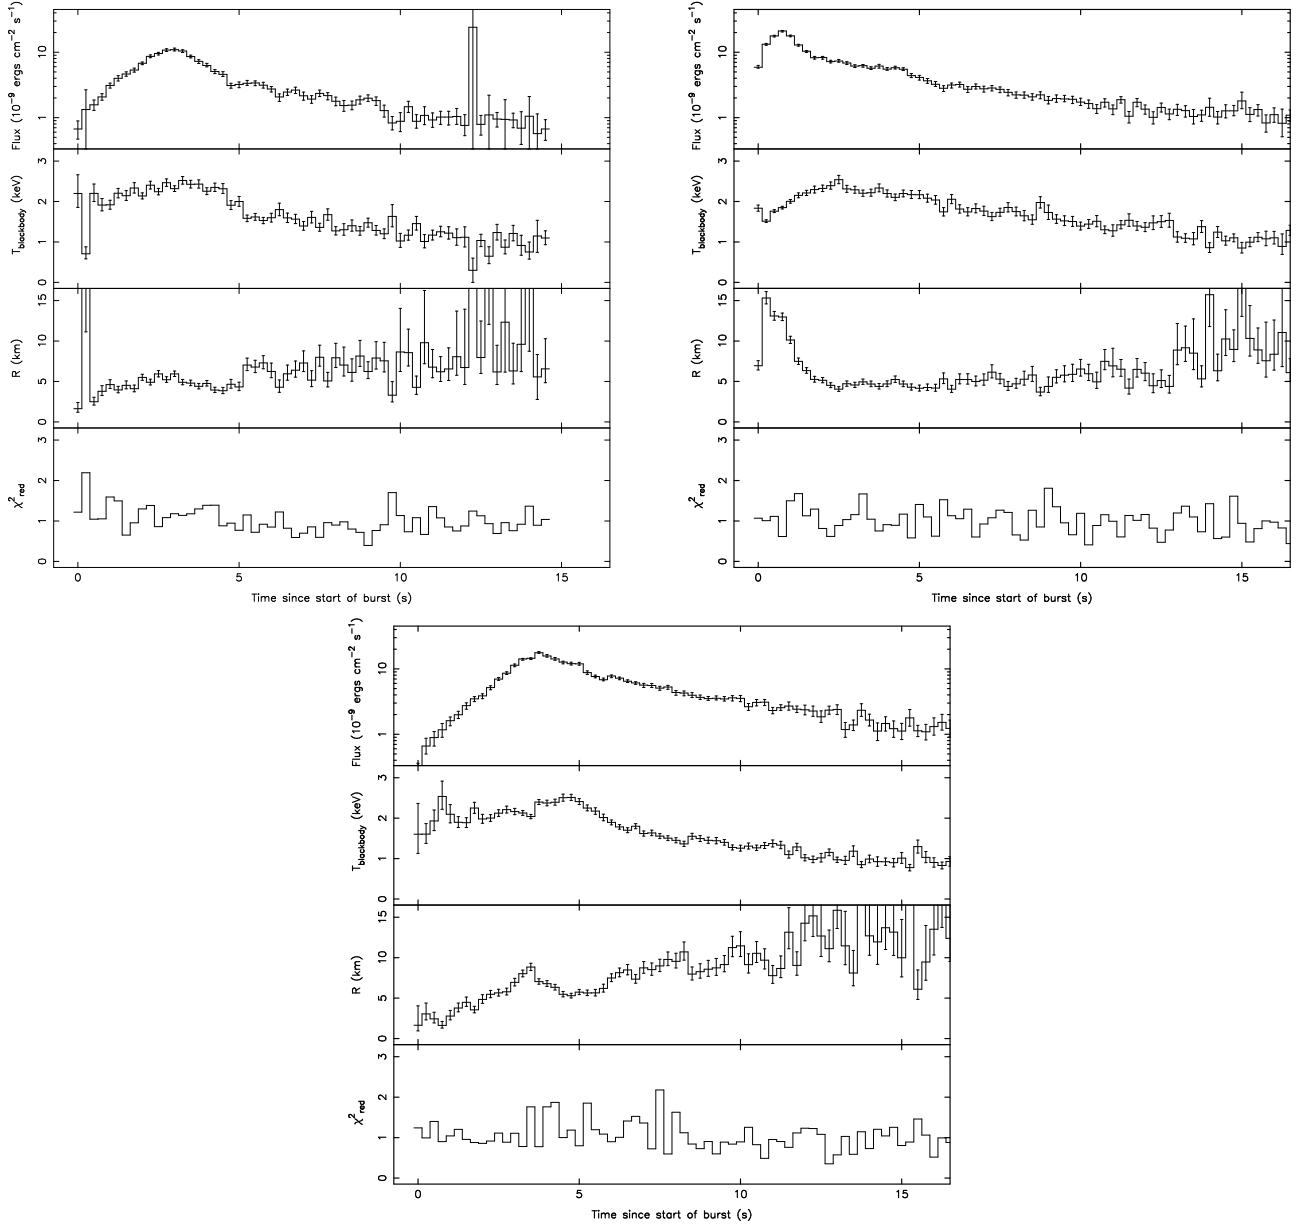 Flux (10⁻⁹ ergs cm⁻² s⁻¹)
10
1
T_blackbody (keV)
3
2
1
0
R (km)
15
10
5
0
χ²_red
3
2
1
0
0 5 10 15
Time since start of burst (s)
Flux (10⁻⁹ ergs cm⁻² s⁻¹)
10
1
T_blackbody (keV)
3
2
1
0
R (km)
15
10
5
0
χ²_red
3
2
1
0
0 5 10 15
Time since start of burst (s)
Flux (10⁻⁹ ergs cm⁻² s⁻¹)
10
1
T_blackbody (keV)
3
2
1
0
R (km)
15
10
5
0
χ²_red
3
2
1
0
0 5 10 15
Time since start of burst (s)